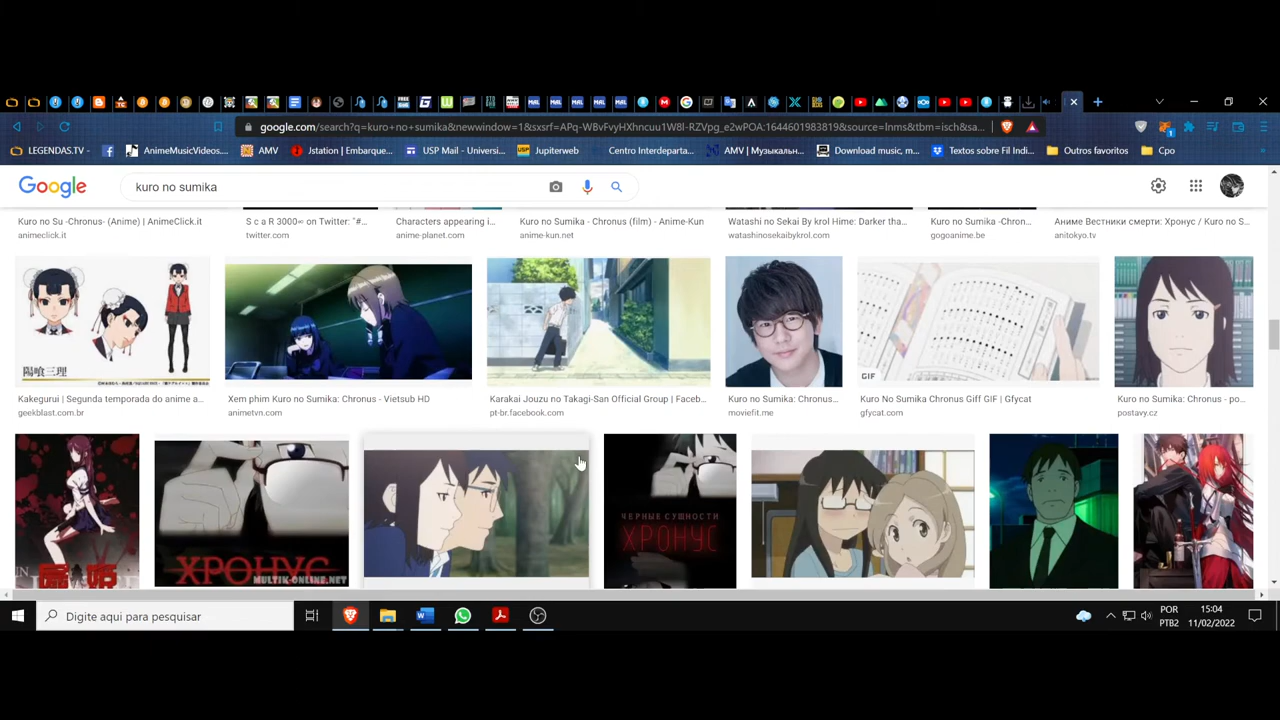 google.com/search?q=kuro+no+sumika&newwindow=1&sxsrf=APq-WBvFvyHXhncuu1W8I-RZVpg_e2wPOA:1644601983819&source=lnms&tbm=isch&sa...
LEGENDAS.TV
AnimeMusicVideos...
AMV
Jstation | Embarque...
USP Mail - Universi...
Jupiterweb
Centro Interdeparta...
AMV | Музыкальн...
Download music, m...
Textos sobre Fil Indi...
Outros favoritos
Cpo
Google
kuro no sumika
Kuro no Su -Chronus- (Anime) | AnimeClick.it
animeclick.it
S c a R 3000∞ on Twitter: "#...
twitter.com
Characters appearing i...
anime-planet.com
Kuro no Sumika - Chronus (film) - Anime-Kun
anime-kun.net
Watashi no Sekai By krol Hime: Darker tha...
watashinosekaibykrol.com
Kuro no Sumika -Chron...
gogoanime.be
Аниме Вестники смерти: Хронус / Kuro no S...
anitokyo.tv
陽喰三理
GIF
Kakegurui | Segunda temporada do anime a...
geekblast.com.br
Xem phim Kuro no Sumika: Chronus - Vietsub HD
animetvn.com
Karakai Jouzu no Takagi-San Official Group | Faceb...
pt-br.facebook.com
Kuro no Sumika: Chronus...
moviefit.me
Kuro No Sumika Chronus Giff GIF | Gfycat
gfycat.com
Kuro no Sumika: Chronus - po...
postavy.cz
ХРОНУС
MULTIK-ONLINE.NET
ЧЕРНЫЕ СУЩНОСТИ
ХРОНУС
Digite aqui para pesquisar
POR
PTB2
15:04
11/02/2022